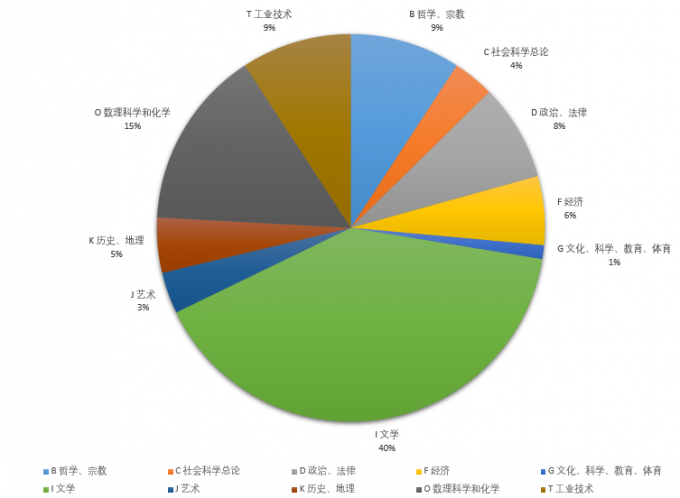 T 工业技术
9%
B 哲学、宗教
9%
C 社会科学总论
4%
O 数理科学和化学
15%
D 政治、法律
8%
F 经济
6%
K 历史、地理
5%
G 文化、科学、教育、体育
1%
J 艺术
3%
I 文学
40%
B 哲学、宗教 C 社会科学总论 D 政治、法律 F 经济 G 文化、科学、教育、体育
I 文学 J 艺术 K 历史、地理 O 数理科学和化学 T 工业技术